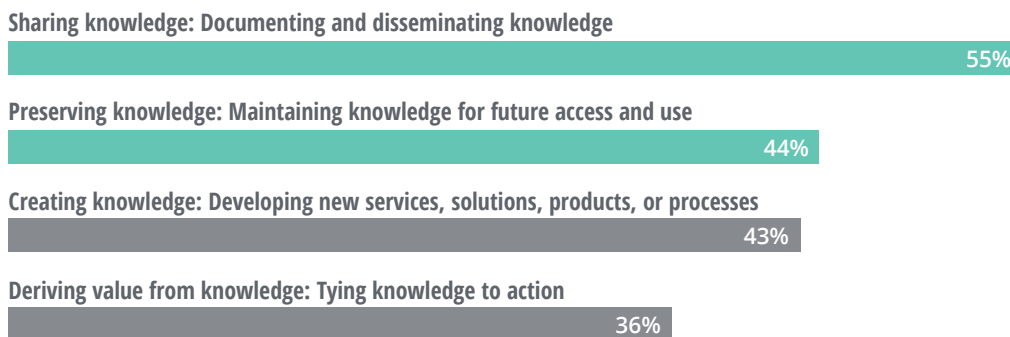 Sharing knowledge: Documenting and disseminating knowledge
55%
Preserving knowledge: Maintaining knowledge for future access and use
44%
Creating knowledge: Developing new services, solutions, products, or processes
43%
Deriving value from knowledge: Tying knowledge to action
36%